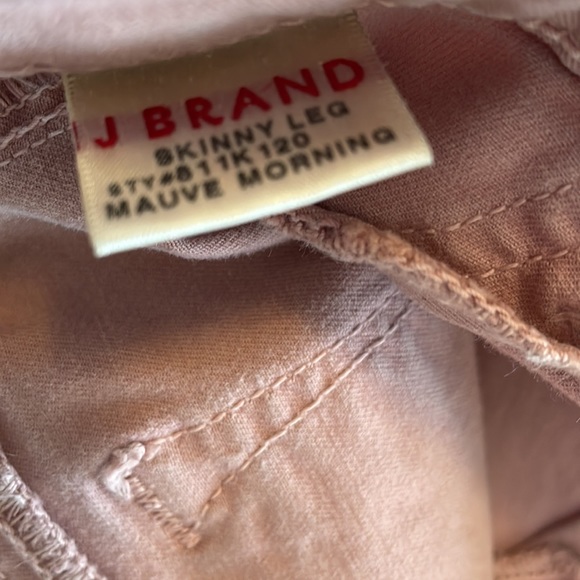 J BRAND
SKINNY LEG
STY#811K120
MAUVE MORNING